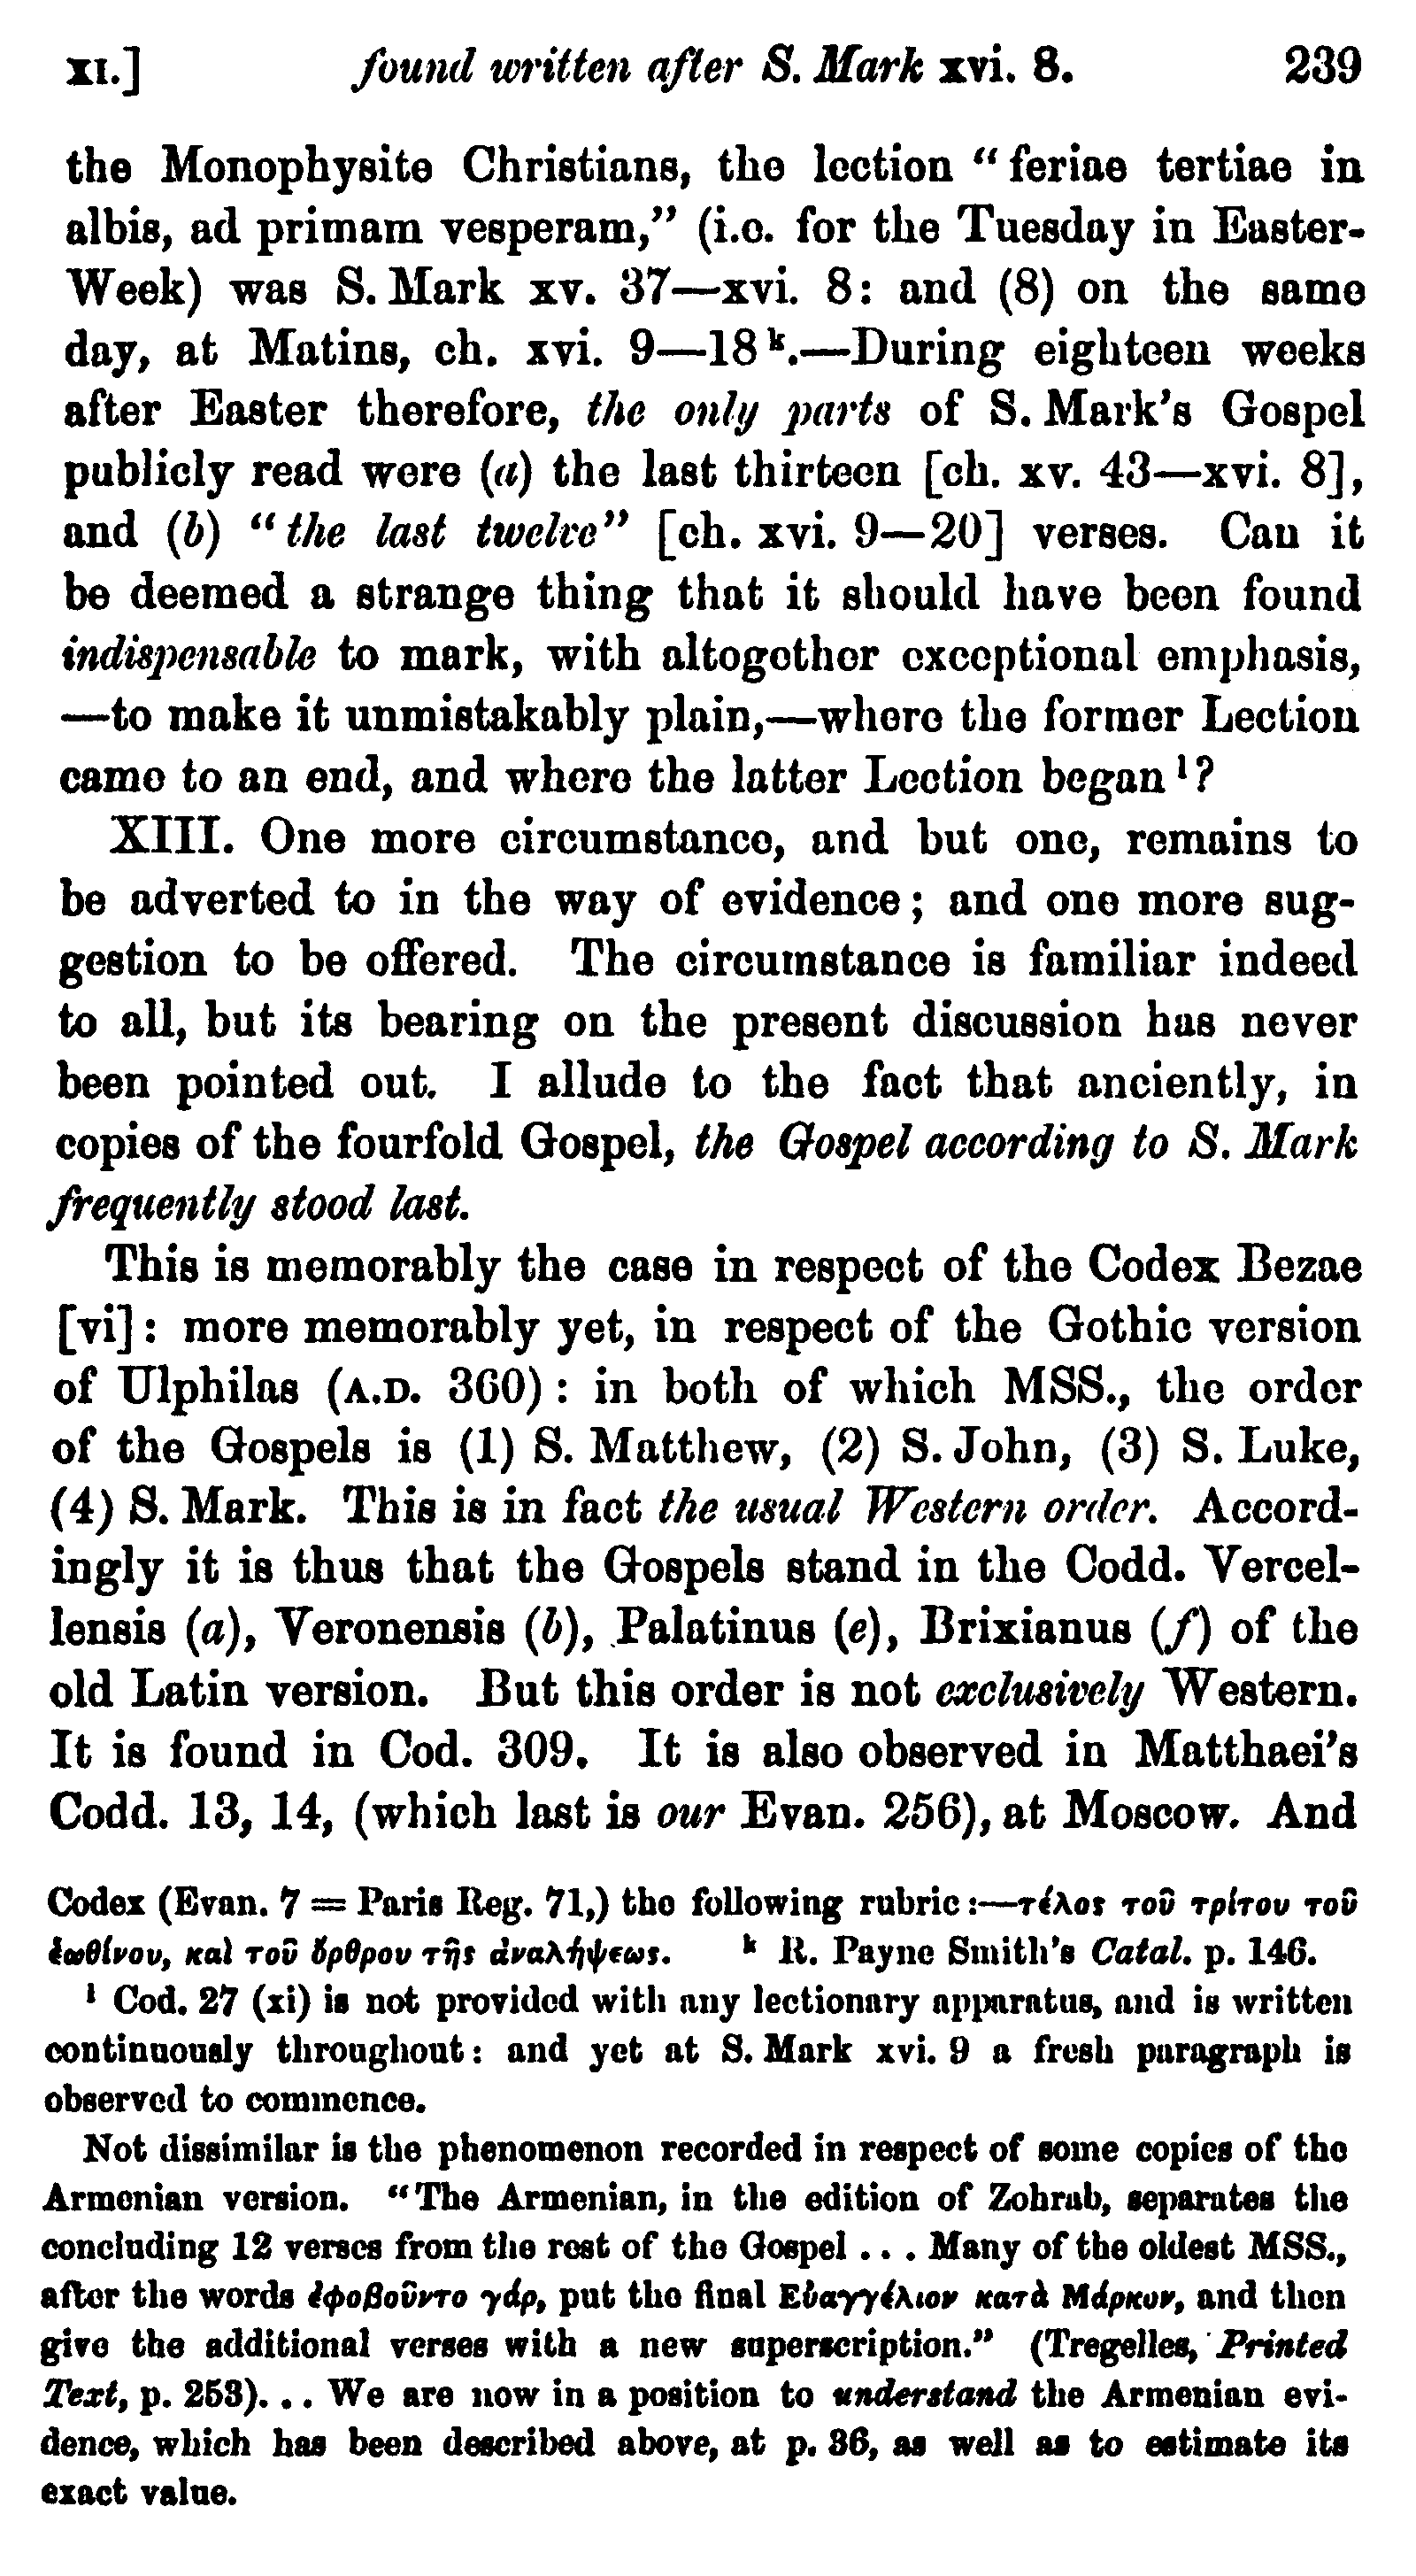 XI.] found written after S. Mark xvi. 8. 239
the Monophysite Christians, the lection “feriae tertiae in
albis, ad primam vesperam,” (i.e. for the Tuesday in Easter-
Week) was S. Mark xv. 37—xvi. 8: and (8) on the same
day, at Matins, ch. xvi. 9—18 k.—During eighteen weeks
after Easter therefore, the only parts of S. Mark’s Gospel
publicly read were (a) the last thirteen [ch. xv. 43—xvi. 8],
and (b) “the last twelve” [ch. xvi. 9—20] verses. Can it
be deemed a strange thing that it should have been found
indispensable to mark, with altogether exceptional emphasis,
—to make it unmistakably plain,—where the former Lection
came to an end, and where the latter Lection began l?
XIII. One more circumstance, and but one, remains to
be adverted to in the way of evidence; and one more sug-
gestion to be offered. The circumstance is familiar indeed
to all, but its bearing on the present discussion has never
been pointed out. I allude to the fact that anciently, in
copies of the fourfold Gospel, the Gospel according to S. Mark
frequently stood last.
This is memorably the case in respect of the Codex Bezae
[vi]: more memorably yet, in respect of the Gothic version
of Ulphilas (A.D. 360): in both of which MSS., the order
of the Gospels is (1) S. Matthew, (2) S. John, (3) S. Luke,
(4) S. Mark. This is in fact the usual Western order. Accord-
ingly it is thus that the Gospels stand in the Codd. Vercel-
lensis (a), Veronensis (b), Palatinus (e), Brixianus (f) of the
old Latin version. But this order is not exclusively Western.
It is found in Cod. 309. It is also observed in Matthaei’s
Codd. 13, 14, (which last is our Evan. 256), at Moscow. And
Codex (Evan. 7 = Paris Reg. 71,) the following rubric:—τέλος τοῦ τρίτου τοῦ
ἑωθίνου, καὶ τοῦ ὄρθρου τῆς ἀναλήψεως. k R. Payne Smith’s Catal. p. 146.
l Cod. 27 (xi) is not provided with any lectionary apparatus, and is written
continuously throughout: and yet at S. Mark xvi. 9 a fresh paragraph is
observed to commence.
Not dissimilar is the phenomenon recorded in respect of some copies of the
Armenian version. “The Armenian, in the edition of Zohrab, separates the
concluding 12 verses from the rest of the Gospel . . . Many of the oldest MSS.,
after the words ἐφοβοῦντο γάρ, put the final Εὐαγγέλιον κατὰ Μάρκον, and then
give the additional verses with a new superscription.” (Tregelles, Printed
Text, p. 253). . . We are now in a position to understand the Armenian evi-
dence, which has been described above, at p. 36, as well as to estimate its
exact value.